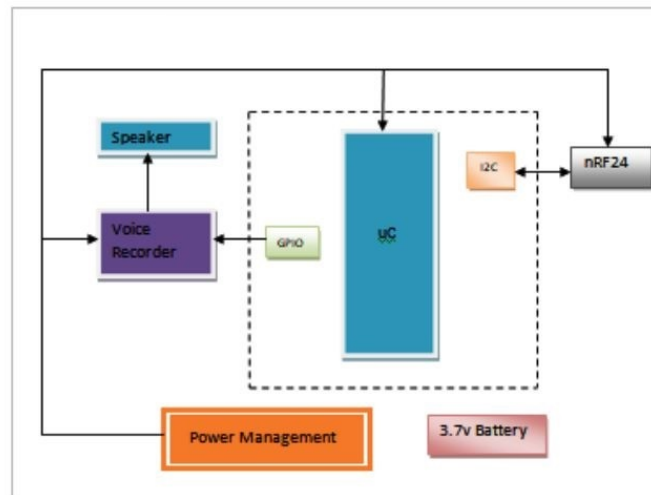 Speaker
Voice
Recorder
GPIO
uC
I2C
nRF24
Power Management
3.7v Battery